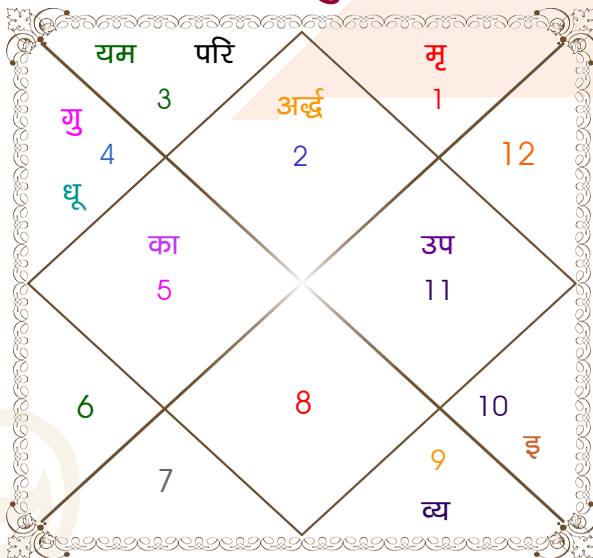 यम परि मृ
3 अर्द्ध 1
गु
4 2 12
धू
का उप
5 11
6 8 10
इ
7 9
व्य